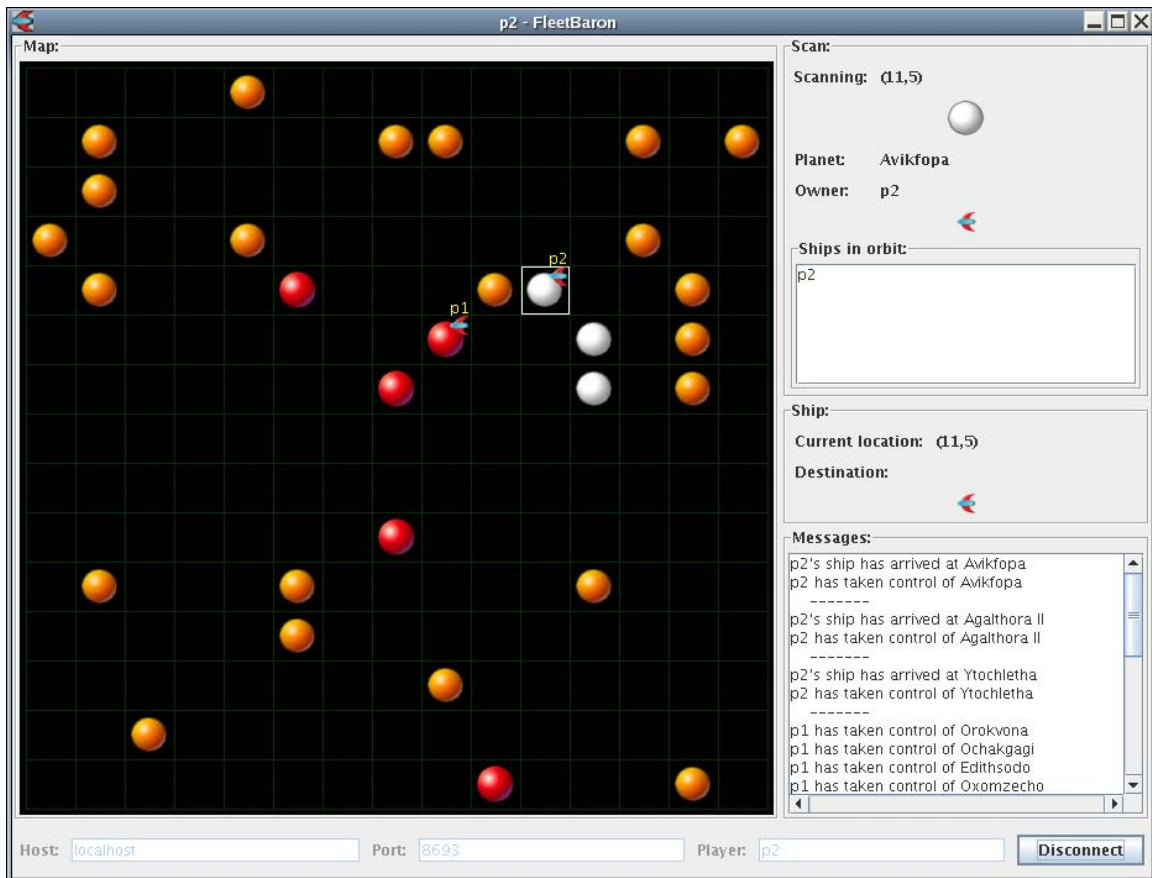 p2 - FleetBaron
Map:
p2
p1
Scan:
Scanning: (11,5)
Planet: Avikfopa
Owner: p2
Ships in orbit:
p2
Ship:
Current location: (11,5)
Destination:
Messages:
p2's ship has arrived at Avikfopa
p2 has taken control of Avikfopa
-------
p2's ship has arrived at Agalthora II
p2 has taken control of Agalthora II
-------
p2's ship has arrived at Ytochletha
p2 has taken control of Ytochletha
-------
p1 has taken control of Orokvona
p1 has taken control of Ochakgagi
p1 has taken control of Edithsodo
p1 has taken control of Oxomzecho
Host: localhost Port: 8693 Player: p2 Disconnect